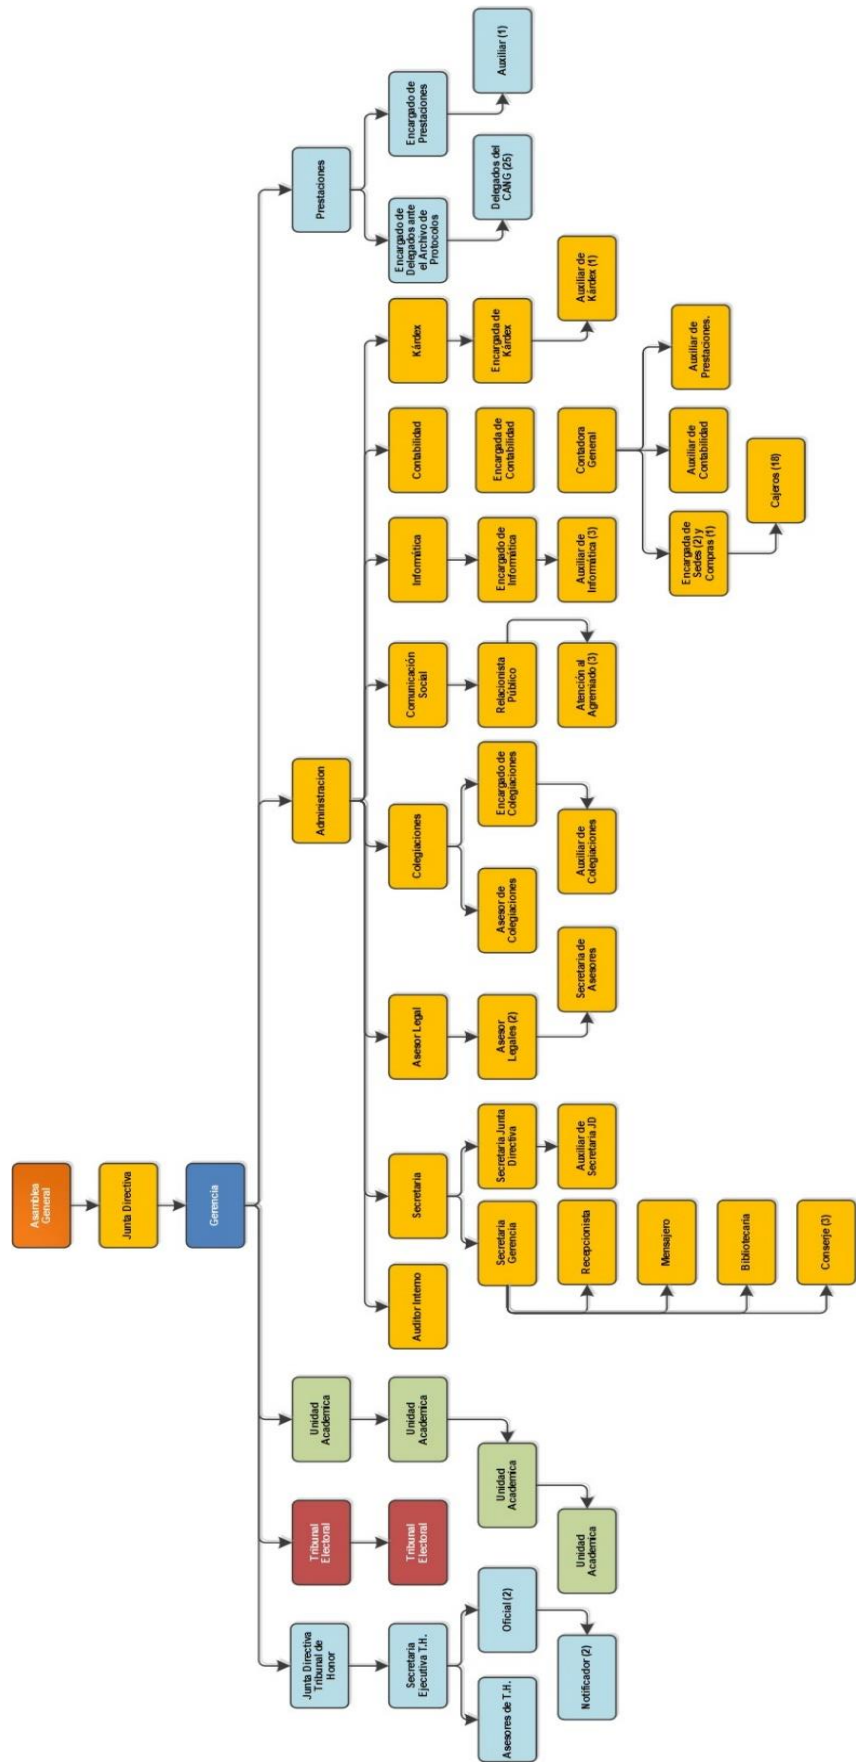 Asamblea
General
Junta Directiva
Gerencia
Junta Directiva
Tribunal de
Honor
Tribunal
Electoral
Unidad
Academica
Administracion
Prestaciones
Secretaria
Ejecutiva T.H.
Tribunal
Electoral
Unidad
Academica
Auditor Interno
Secretaria
Asesor Legal
Colegiaciones
Comunicación
Social
Informática
Contabilidad
Kárdex
Encargado de
Delegados ante
el Archivo de
Protocolos
Encargado de
Prestaciones
Asesores de T.H.
Oficial (2)
Unidad
Academica
Secretaria
Gerencia
Secretaria Junta
Directiva
Asesor
Legales (2)
Asesor de
Colegiaciones
Encargado de
Colegiaciones
Relacionista
Público
Encargado de
Informática
Encargada de
Contabilidad
Encargada de
Kárdex
Delegados del
CANG (25)
Auxiliar (1)
Notificador (2)
Unidad
Academica
Recepcionista
Auxiliar de
Secretaria JD
Secretaria de
Asesores
Auxiliar de
Colegiaciones
Atención al
Agremiado (3)
Auxiliar de
Informática (3)
Contadora
General
Auxiliar de
Kárdex (1)
Mensajero
Encargada de
Sedes (2) y
Compras (1)
Auxiliar de
Contabilidad
Auxiliar de
Prestaciones.
Bibliotecaria
Cajeros (18)
Conserje (3)